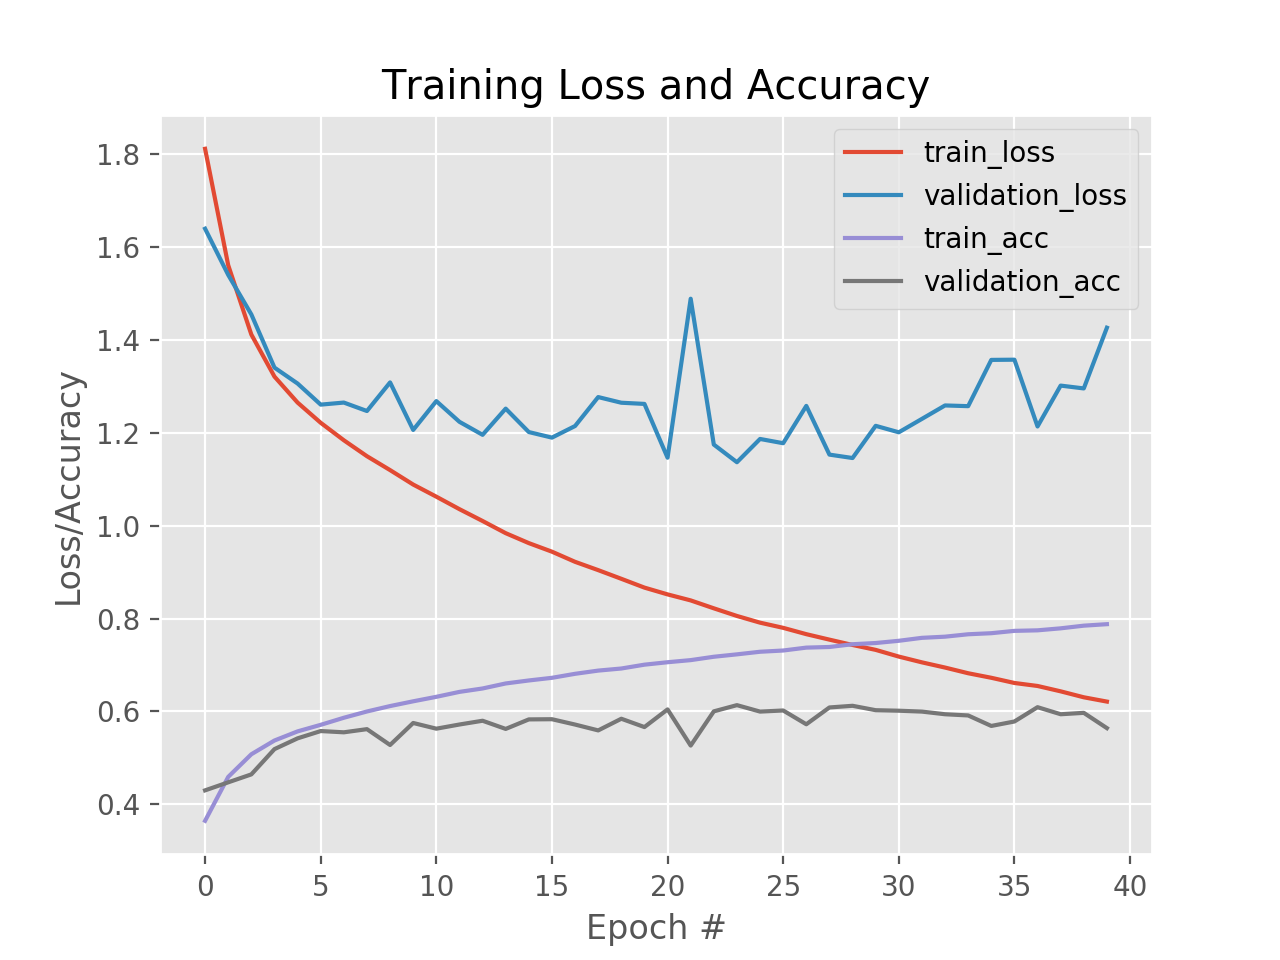 Training Loss and Accuracy
train_loss
validation_loss
train_acc
validation_acc
Loss/Accuracy
1.8
1.6
1.4
1.2
1.0
0.8
0.6
0.4
0 5 10 15 20 25 30 35 40
Epoch #